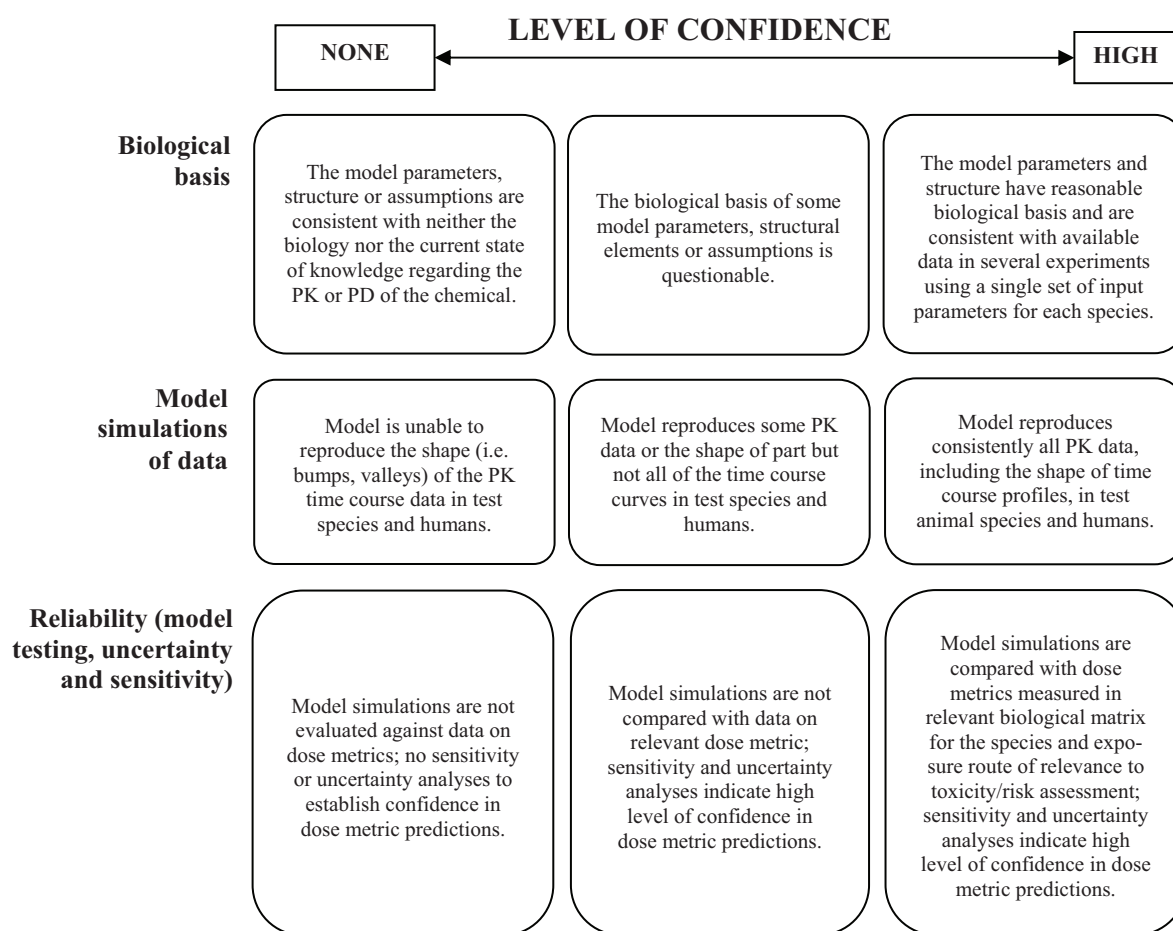 LEVEL OF CONFIDENCE
NONE
HIGH
Biological
basis
The model parameters,
structure or assumptions are
consistent with neither the
biology nor the current state
of knowledge regarding the
PK or PD of the chemical.
The biological basis of some
model parameters, structural
elements or assumptions is
questionable.
The model parameters and
structure have reasonable
biological basis and are
consistent with available
data in several experiments
using a single set of input
parameters for each species.
Model
simulations
of data
Model is unable to
reproduce the shape (i.e.
bumps, valleys) of the PK
time course data in test
species and humans.
Model reproduces some PK
data or the shape of part but
not all of the time course
curves in test species and
humans.
Model reproduces
consistently all PK data,
including the shape of time
course profiles, in test
animal species and humans.
Reliability (model
testing, uncertainty
and sensitivity)
Model simulations are not
evaluated against data on
dose metrics; no sensitivity
or uncertainty analyses to
establish confidence in
dose metric predictions.
Model simulations are not
compared with data on
relevant dose metric;
sensitivity and uncertainty
analyses indicate high
level of confidence in
dose metric predictions.
Model simulations are
compared with dose
metrics measured in
relevant biological matrix
for the species and expo-
sure route of relevance to
toxicity/risk assessment;
sensitivity and uncertainty
analyses indicate high
level of confidence in dose
metric predictions.